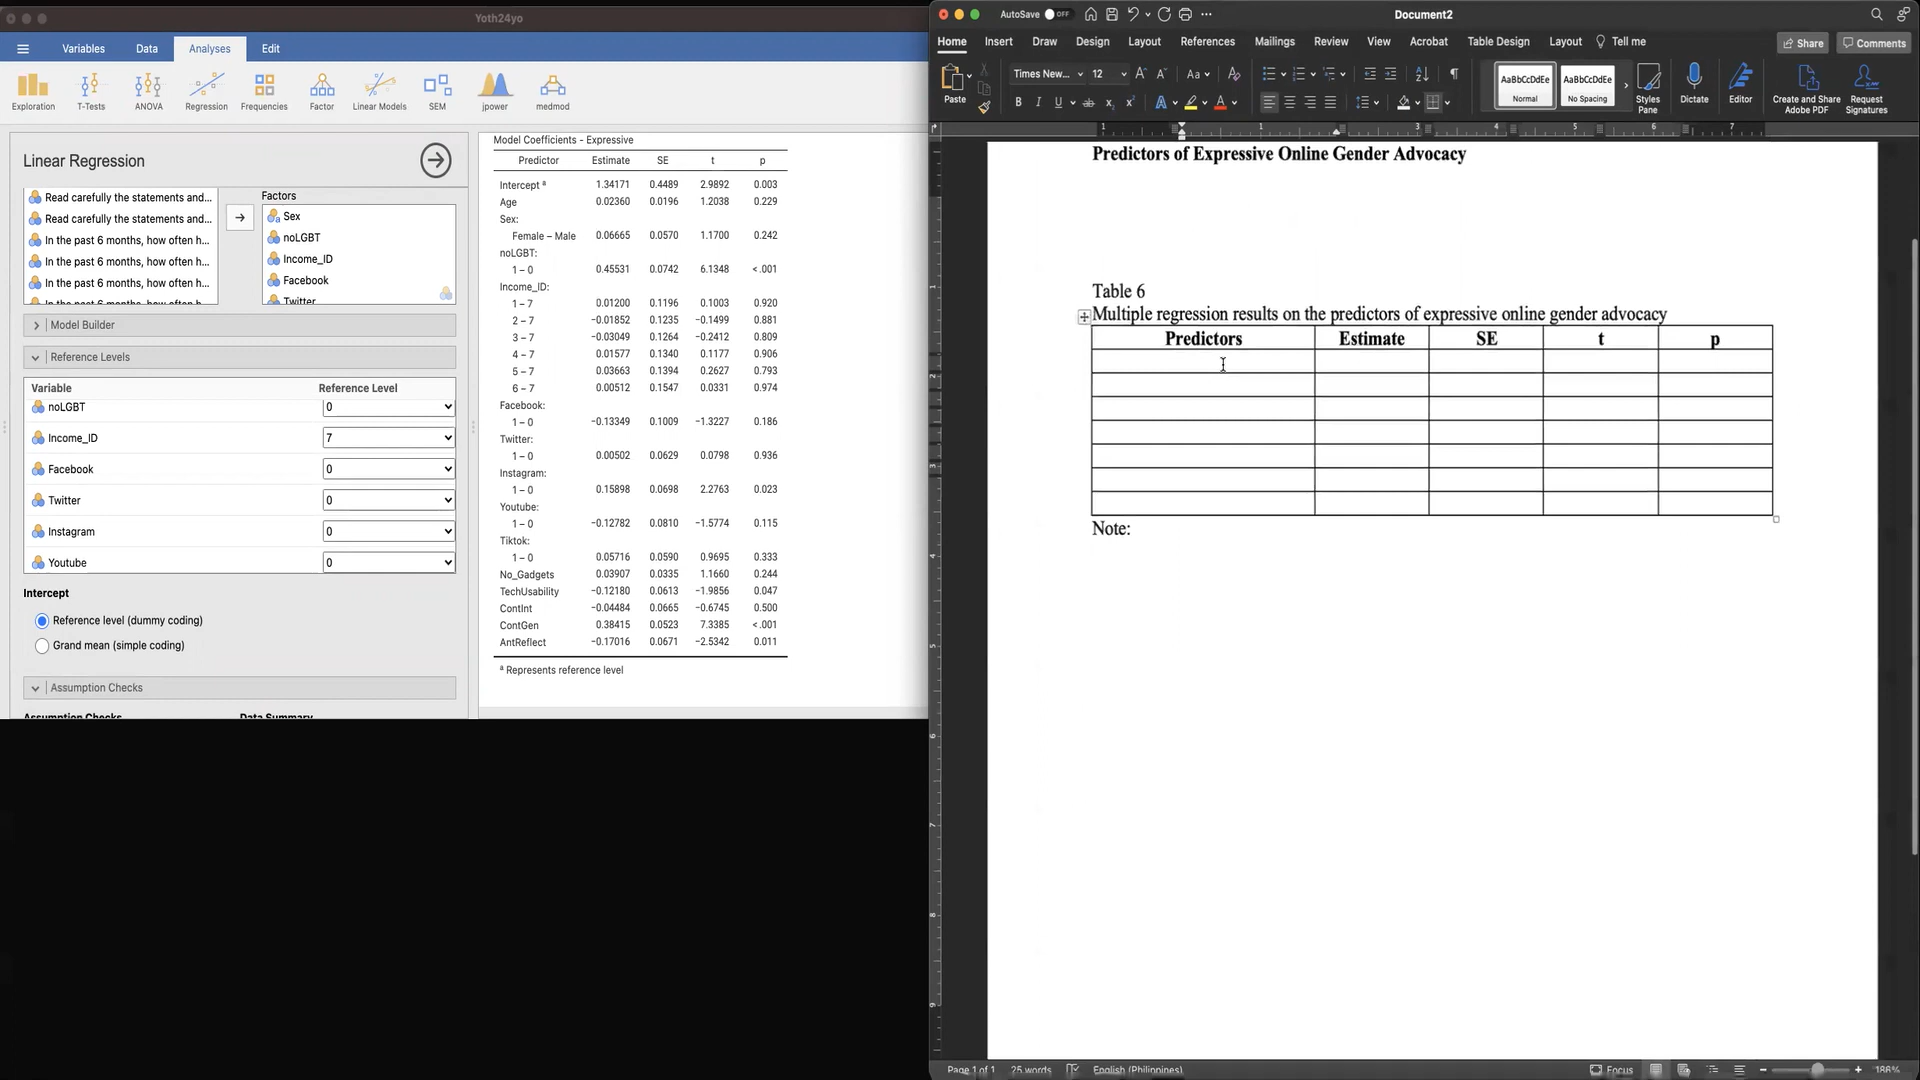 Yoth24yo
Variables Data Analyses Edit
Exploration T-Tests ANOVA Regression Frequencies Factor Linear Models SEM jpower medmod
Linear Regression
Read carefully the statements and...
Read carefully the statements and...
In the past 6 months, how often h...
In the past 6 months, how often h...
In the past 6 months, how often h...
In the past 6 months, how often h...
Factors
Sex
noLGBT
Income_ID
Facebook
Twitter
Model Builder
Reference Levels
Variable Reference Level
noLGBT 0
Income_ID 7
Facebook 0
Twitter 0
Instagram 0
Youtube 0
Intercept
Reference level (dummy coding)
Grand mean (simple coding)
Assumption Checks
Assumption Checks Data Summary
Model Coefficients - Expressive
Predictor Estimate SE t p
Intercept ª 1.34171 0.4489 2.9892 0.003
Age 0.02360 0.0196 1.2038 0.229
Sex:
Female – Male 0.06665 0.0570 1.1700 0.242
noLGBT:
1 – 0 0.45531 0.0742 6.1348 < .001
Income_ID:
1 – 7 0.01200 0.1196 0.1003 0.920
2 – 7 −0.01852 0.1235 −0.1499 0.881
3 – 7 −0.03049 0.1264 −0.2412 0.809
4 – 7 0.01577 0.1340 0.1177 0.906
5 – 7 0.03663 0.1394 0.2627 0.793
6 – 7 0.00512 0.1547 0.0331 0.974
Facebook:
1 – 0 −0.13349 0.1009 −1.3227 0.186
Twitter:
1 – 0 0.00502 0.0629 0.0798 0.936
Instagram:
1 – 0 0.15898 0.0698 2.2763 0.023
Youtube:
1 – 0 −0.12782 0.0810 −1.5774 0.115
Tiktok:
1 – 0 0.05716 0.0590 0.9695 0.333
No_Gadgets 0.03907 0.0335 1.1660 0.244
TechUsability −0.12180 0.0613 −1.9856 0.047
ContInt −0.04484 0.0665 −0.6745 0.500
ContGen 0.38415 0.0523 7.3385 < .001
AntReflect −0.17016 0.0671 −2.5342 0.011
ª Represents reference level
AutoSave OFF Document2
Home Insert Draw Design Layout References Mailings Review View Acrobat Table Design Layout Tell me Share Comments
Paste Times New... 12 AaBbCcDdEe Normal AaBbCcDdEe No Spacing Styles Pane Dictate Editor Create and Share Adobe PDF Request Signatures
Predictors of Expressive Online Gender Advocacy
Table 6
Multiple regression results on the predictors of expressive online gender advocacy
Predictors Estimate SE t p
Note:
Page 1 of 1 25 words English (Philippines) Focus 186%